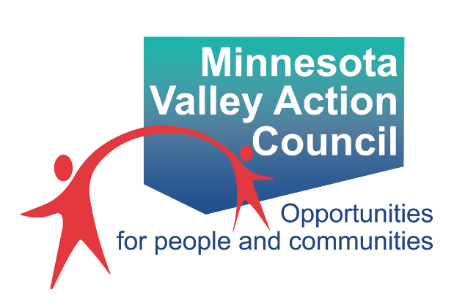 Minnesota
Valley Action
Council
Opportunities
for people and communities